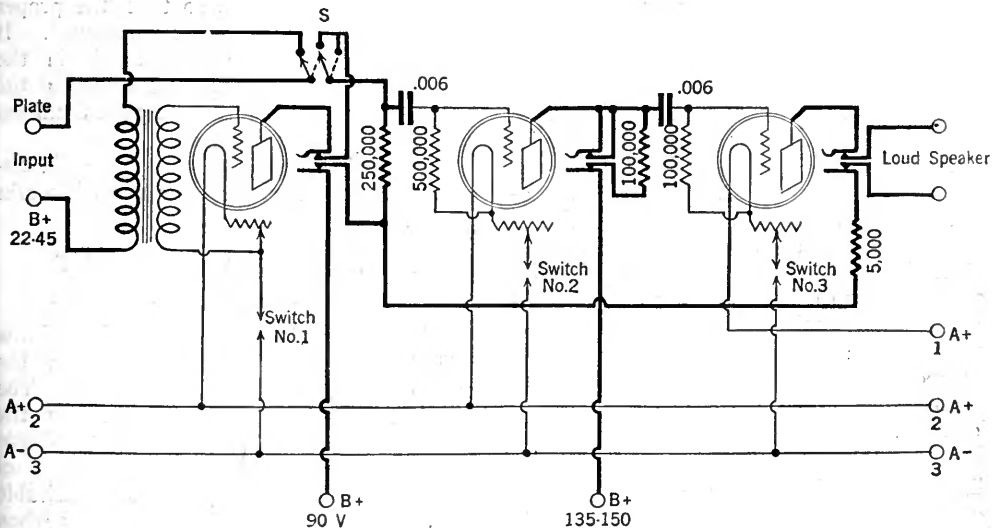 S
.006
.006
Plate
Input
B+
22-45
250,000
500,000
100,000
100,000
Loud Speaker
5,000
Switch
No.1
Switch
No.2
Switch
No.3
A+
1
A+
2
A+
2
A-
3
A-
3
B+
90 V
B+
135-150